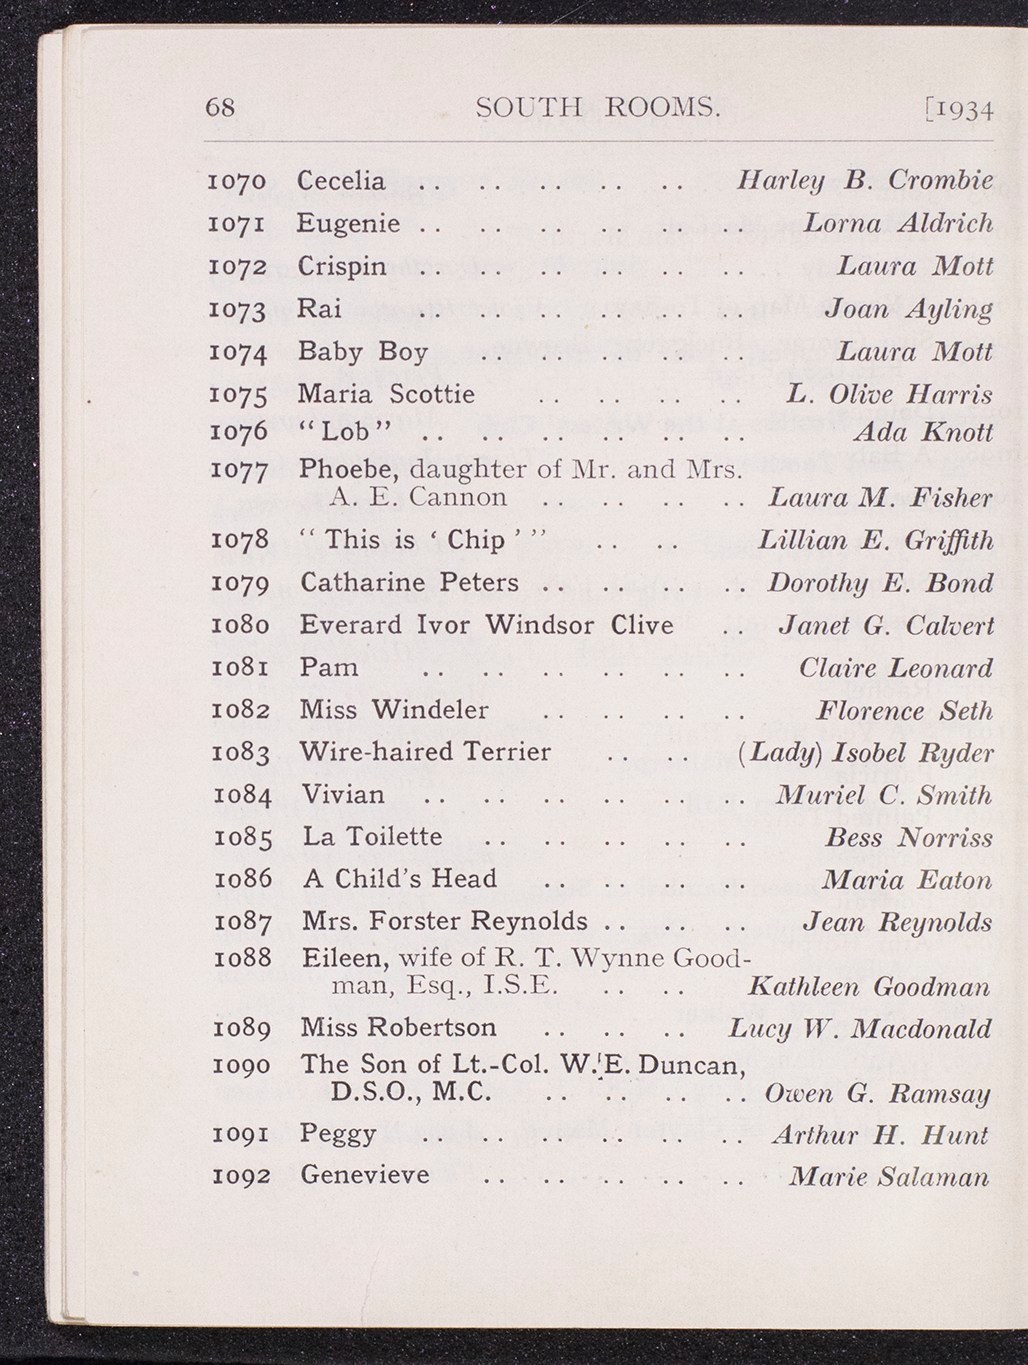 68 SOUTH ROOMS. [1934
1070 Cecelia .. .. .. .. .. Harley B. Crombie
1071 Eugenie .. .. .. .. .. .. Lorna Aldrich
1072 Crispin .. .. .. .. .. .. Laura Mott
1073 Rai .. .. .. .. .. Joan Ayling
1074 Baby Boy .. .. .. .. .. Laura Mott
1075 Maria Scottie .. .. .. .. L. Olive Harris
1076 "Lob" .. .. .. .. .. .. Ada Knott
1077 Phoebe, daughter of Mr. and Mrs.
A. E. Cannon .. .. .. .. Laura M. Fisher
1078 "This is 'Chip'" .. .. Lillian E. Griffith
1079 Catharine Peters .. .. .. .. Dorothy E. Bond
1080 Everard Ivor Windsor Clive .. Janet G. Calvert
1081 Pam .. .. .. .. .. .. Claire Leonard
1082 Miss Windeler .. .. .. .. Florence Seth
1083 Wire-haired Terrier .. .. (Lady) Isobel Ryder
1084 Vivian .. .. .. .. .. .. Muriel C. Smith
1085 La Toilette .. .. .. .. .. Bess Norriss
1086 A Child's Head .. .. .. .. Maria Eaton
1087 Mrs. Forster Reynolds .. .. .. Jean Reynolds
1088 Eileen, wife of R. T. Wynne Good-
man, Esq., I.S.E. .. .. Kathleen Goodman
1089 Miss Robertson .. .. .. Lucy W. Macdonald
1090 The Son of Lt.-Col. W. E. Duncan,
D.S.O., M.C. .. .. .. .. Owen G. Ramsay
1091 Peggy .. .. .. .. .. .. Arthur H. Hunt
1092 Genevieve .. .. .. .. .. Marie Salaman